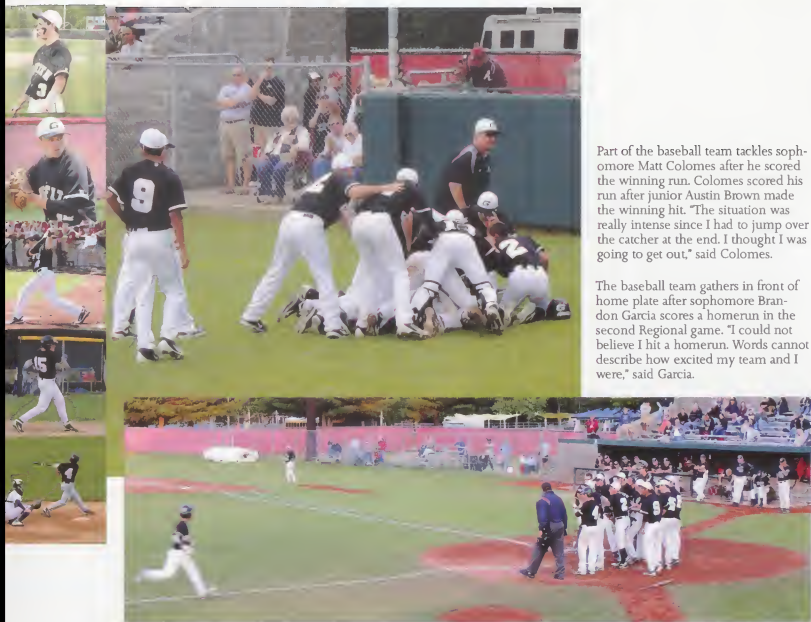 Part of the baseball team tackles soph-
omore Matt Colomes after he scored
the winning run. Colomes scored his
run after junior Austin Brown made
the winning hit. "The situation was
really intense since I had to jump over
the catcher at the end. I thought I was
going to get out," said Colomes.
The baseball team gathers in front of
home plate after sophomore Bran-
don Garcia scores a homerun in the
second Regional game. "I could not
believe I hit a homerun. Words cannot
describe how excited my team and I
were," said Garcia.
3
9
2
15